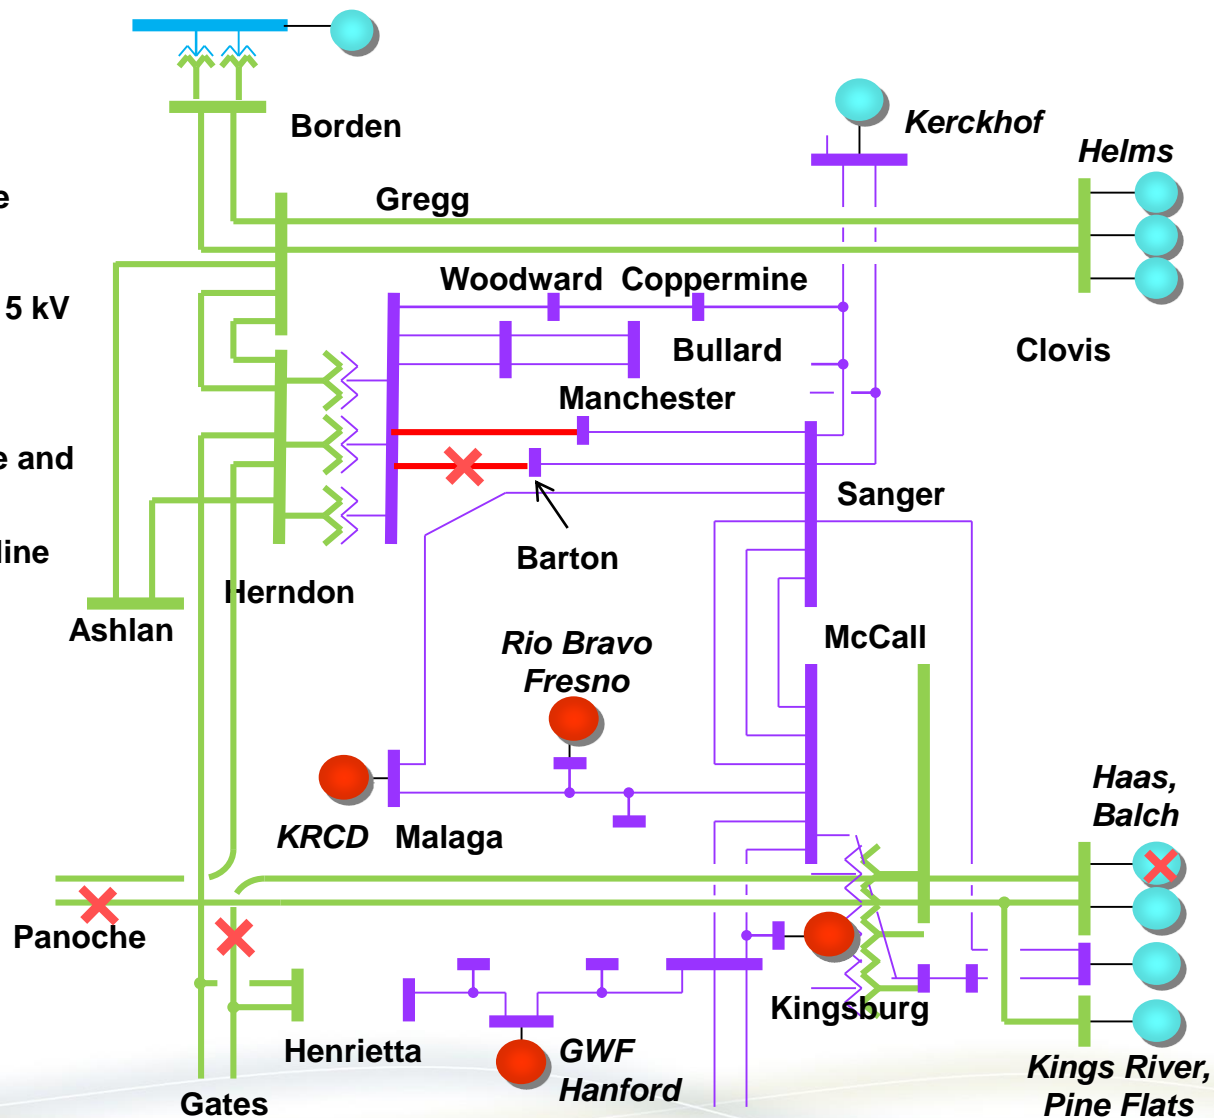 Borden
Kerckhof
Helms
e
Gregg
Woodward
Coppermine
5 kV
Bullard
Clovis
Manchester
e and
Sanger
line
Barton
Herndon
Ashlan
McCall
Rio Bravo
Fresno
Haas,
Balch
KRCD
Malaga
Panoche
Kingsburg
Henrietta
GWF
Hanford
Kings River,
Pine Flats
Gates